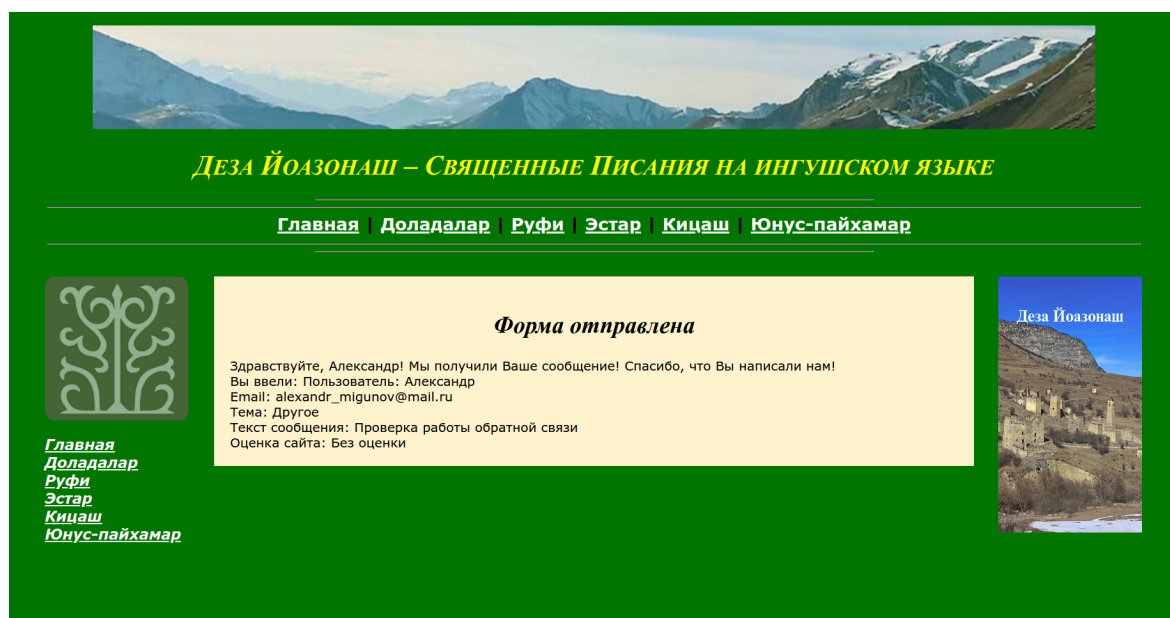 Деза Йоазонаш – Священные Писания на ингушском языке
Главная | Доладалар | Руфи | Эстар | Кицаш | Юнус-пайхамар
Форма отправлена
Здравствуйте, Александр! Мы получили Ваше сообщение! Спасибо, что Вы написали нам!
Вы ввели: Пользователь: Александр
Email: alexandr_migunov@mail.ru
Тема: Другое
Текст сообщения: Проверка работы обратной связи
Оценка сайта: Без оценки
Главная
Доладалар
Руфи
Эстар
Кицаш
Юнус-пайхамар
Деза Йоазонаш